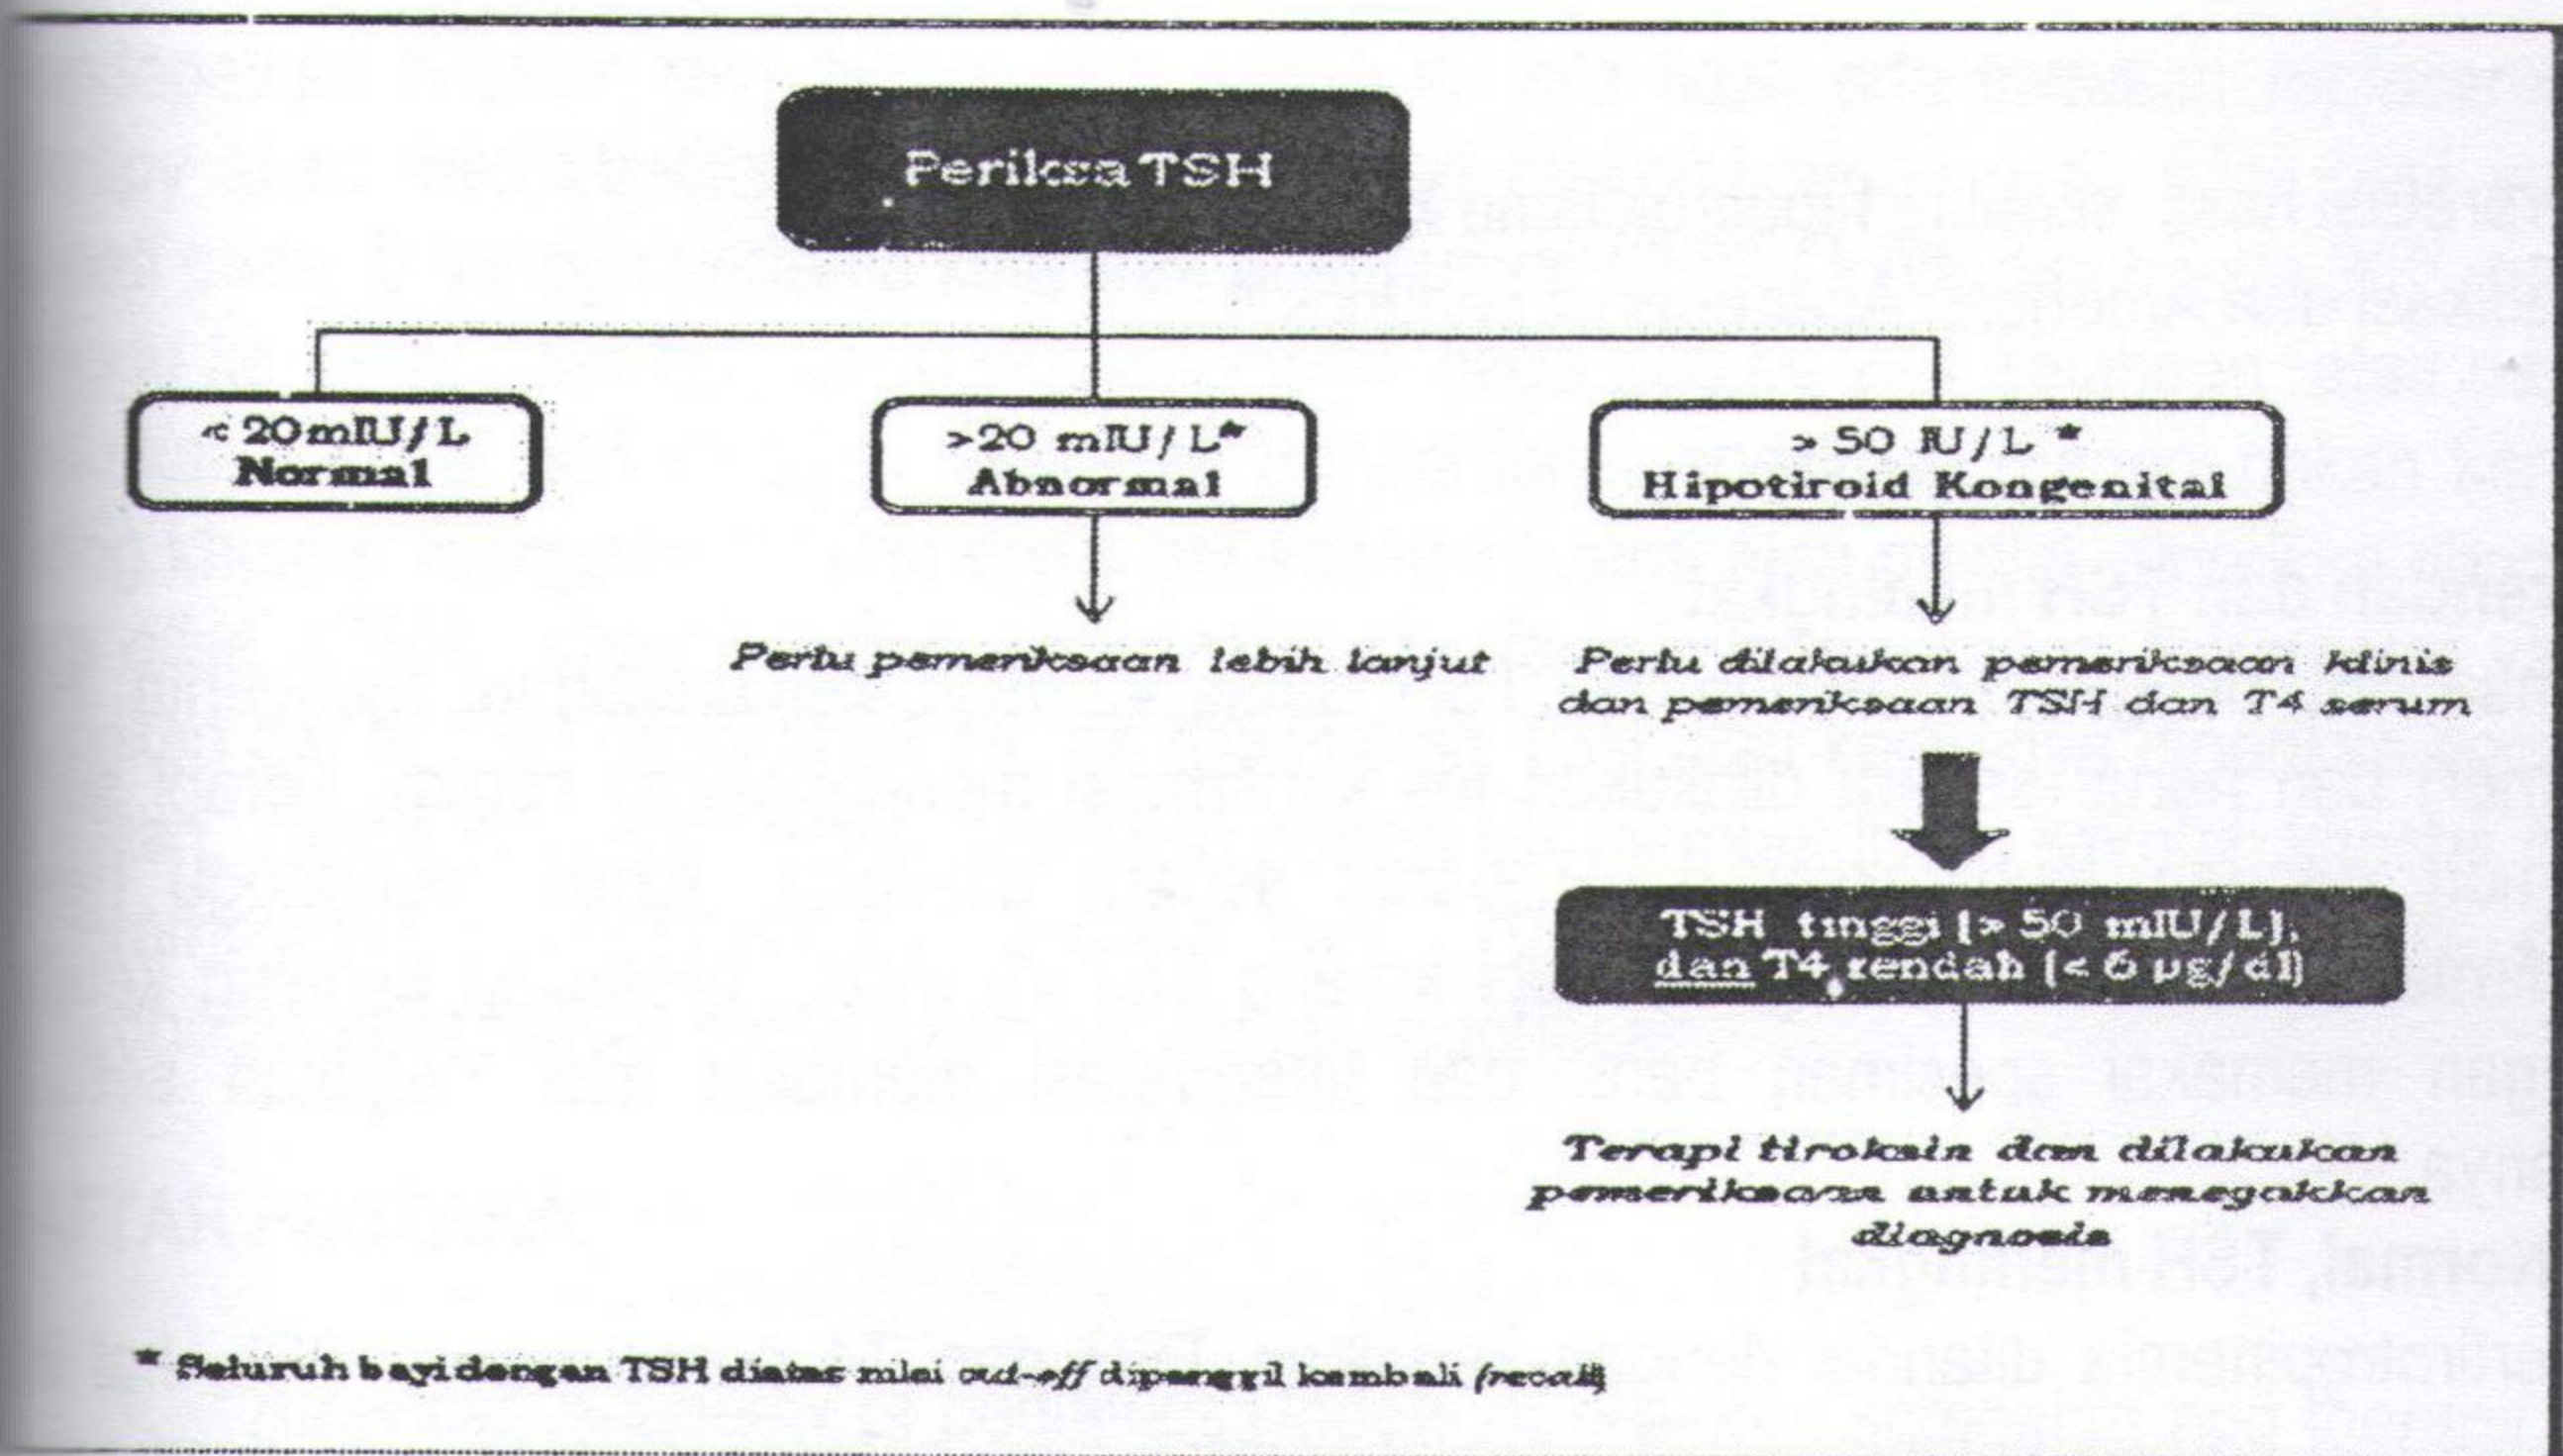 Periksa TSH
< 20mIU/L
Normal
>20 mIU/L*
Abnormal
> 50 IU/L *
Hipotiroid Kongenital
Perlu pemeriksaan lebih lanjut
Perlu dilakukan pemeriksaan klinis
dan pemeriksaan TSH dan T4 serum
TSH tinggi (> 50 mIU/L),
dan T4 rendah (< 6 µg/dl)
Terapi tiroksin dan dilakukan
pemeriksaan untuk menegakkan
diagnosis
* Seluruh bayi dengan TSH diatas nilai cut-off dipanggil kembali (recall)